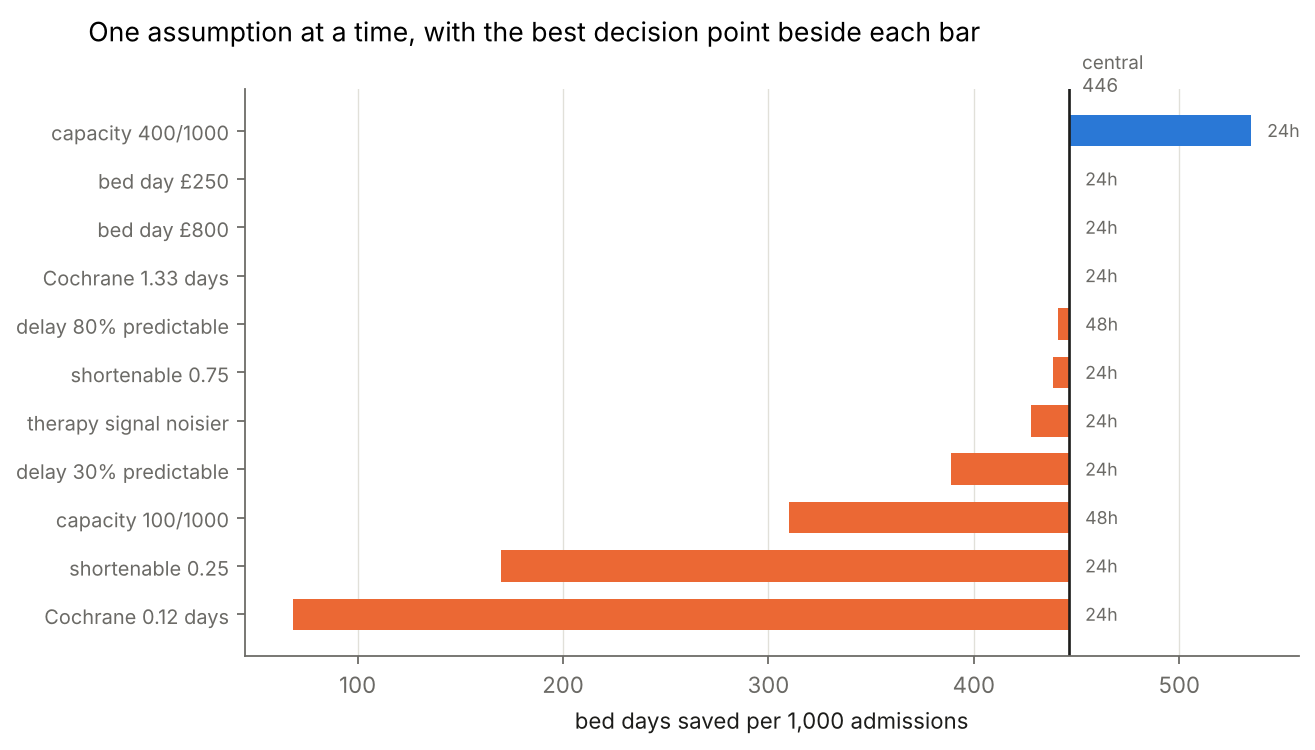 One assumption at a time, with the best decision point beside each bar
central
446
capacity 400/1000 24h
bed day £250 24h
bed day £800 24h
Cochrane 1.33 days 24h
delay 80% predictable 48h
shortenable 0.75 24h
therapy signal noisier 24h
delay 30% predictable 24h
capacity 100/1000 48h
shortenable 0.25 24h
Cochrane 0.12 days 24h
100 200 300 400 500
bed days saved per 1,000 admissions